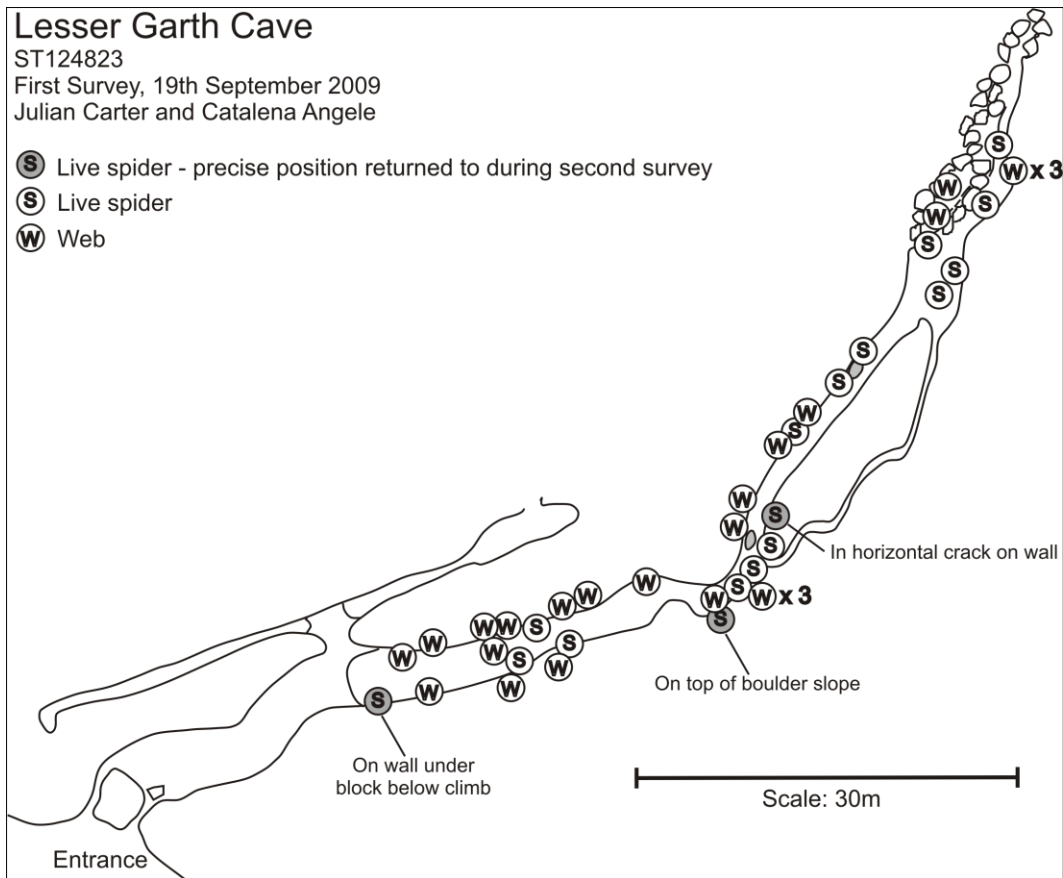 Lesser Garth Cave
ST124823
First Survey, 19th September 2009
Julian Carter and Catalena Angele
S Live spider - precise position returned to during second survey
S Live spider
W Web
S
W x 3
W
S
W
S
S
S
S
S
W
S
W
W
S
W
In horizontal crack on wall
S
S
W
S
W x 3
W
S
W
W
W
W
S
W
S
W
W
S
W
W
S
W
W
On top of boulder slope
On wall under
block below climb
Scale: 30m
Entrance